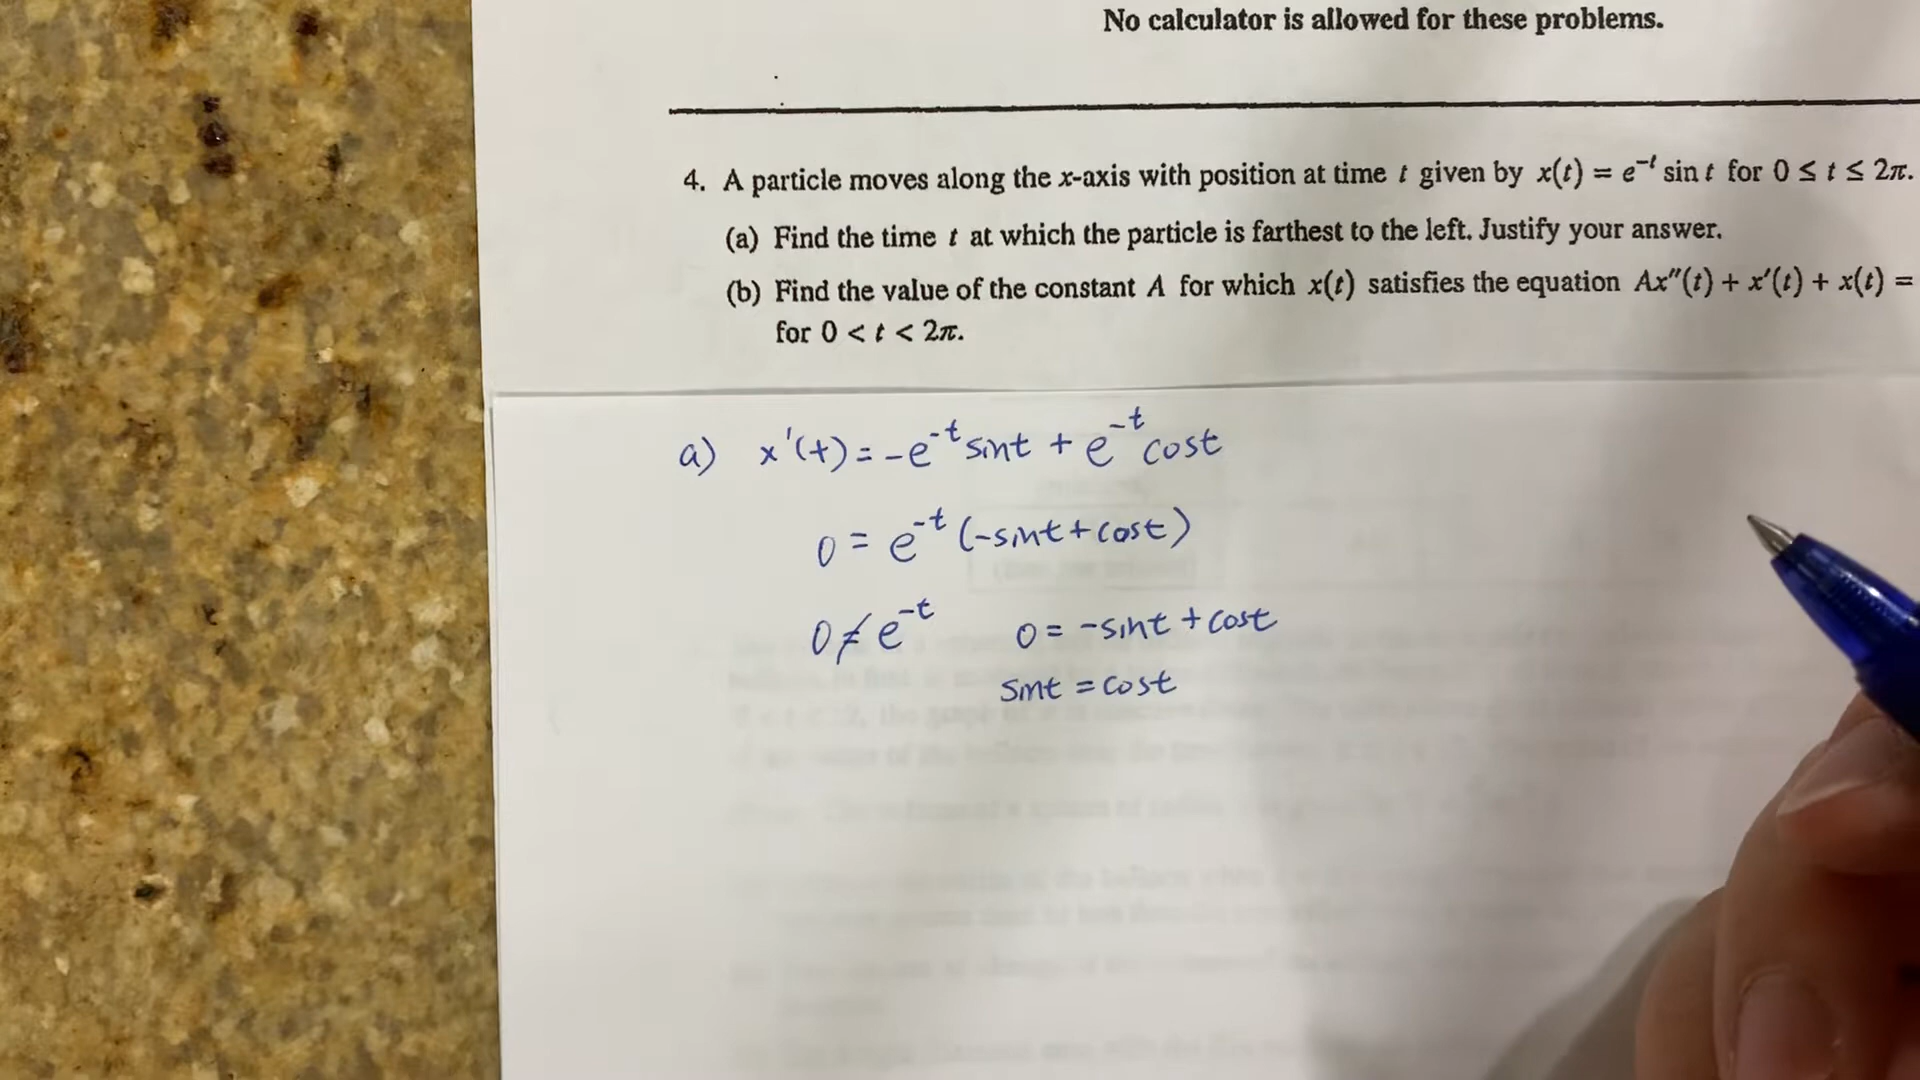 No calculator is allowed for these problems.
4. A particle moves along the x-axis with position at time t given by x(t) = e⁻ᵗ sin t for 0 ≤ t ≤ 2π.
(a) Find the time t at which the particle is farthest to the left. Justify your answer.
(b) Find the value of the constant A for which x(t) satisfies the equation Ax″(t) + x′(t) + x(t) =
for 0 < t < 2π.
a) x'(t) = -e⁻ᵗ sint + e⁻ᵗ cost
0 = e⁻ᵗ (-sint + cost)
0 ≠ e⁻ᵗ 0 = -sint + cost
sint = cost